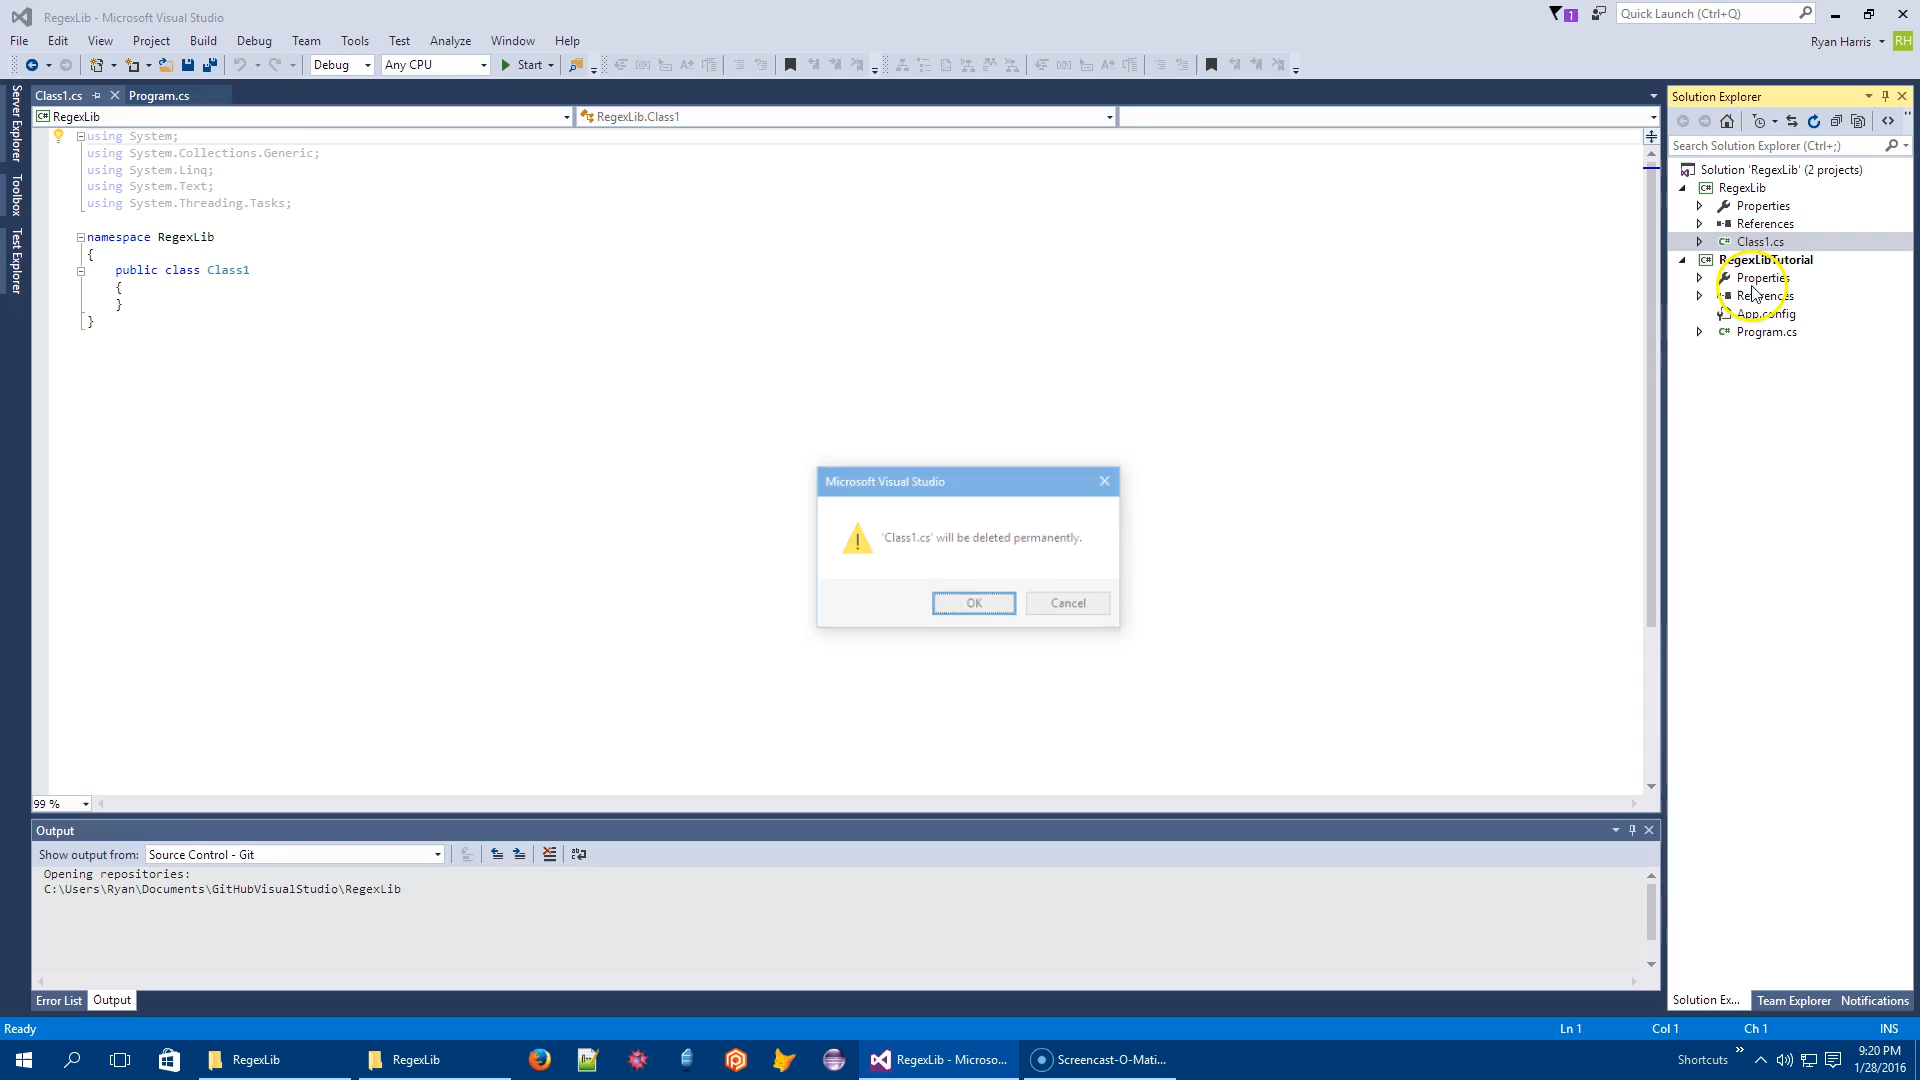 RegexLib - Microsoft Visual Studio
1
Quick Launch (Ctrl+Q)
File Edit View Project Build Debug Team Tools Test Analyze Window Help
Ryan Harris RH
Debug Any CPU Start
Server Explorer
Toolbox
Test Explorer
Class1.cs Program.cs
RegexLib RegexLib.Class1
using System;
using System.Collections.Generic;
using System.Linq;
using System.Text;
using System.Threading.Tasks;
namespace RegexLib
{
public class Class1
{
}
}
Microsoft Visual Studio
'Class1.cs' will be deleted permanently.
OK Cancel
99 %
Output
Show output from: Source Control - Git
Opening repositories:
C:\Users\Ryan\Documents\GitHubVisualStudio\RegexLib
Error List Output
Solution Explorer
Search Solution Explorer (Ctrl+;)
Solution 'RegexLib' (2 projects)
C# RegexLib
Properties
References
C# Class1.cs
C# RegexLibTutorial
Properties
References
App.config
C# Program.cs
Solution Ex... Team Explorer Notifications
Ready Ln 1 Col 1 Ch 1 INS
RegexLib RegexLib RegexLib - Microso... Screencast-O-Mati... Shortcuts
9:20 PM
1/28/2016